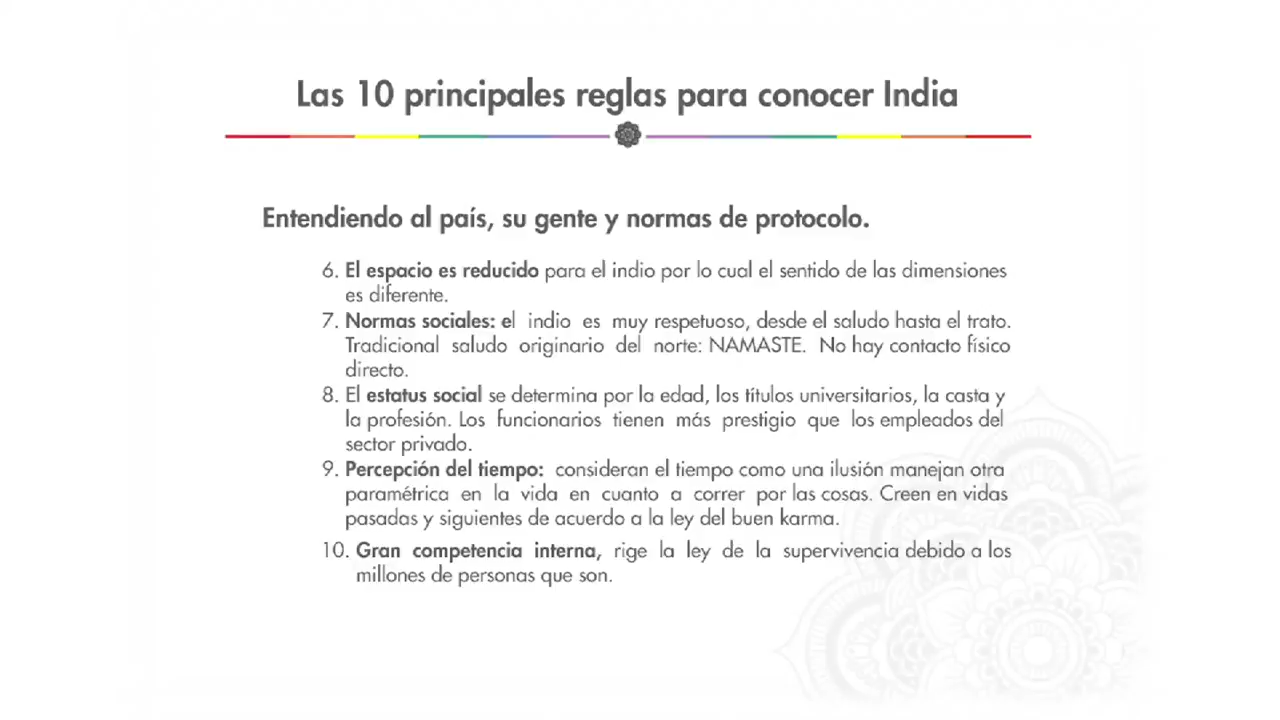 Las 10 principales reglas para conocer India
Entendiendo al país, su gente y normas de protocolo.
6. El espacio es reducido para el indio por lo cual el sentido de las dimensiones
es diferente.
7. Normas sociales: el indio es muy respetuoso, desde el saludo hasta el trato.
Tradicional saludo originario del norte: NAMASTE. No hay contacto físico
directo.
8. El estatus social se determina por la edad, los títulos universitarios, la casta y
la profesión. Los funcionarios tienen más prestigio que los empleados del
sector privado.
9. Percepción del tiempo: consideran el tiempo como una ilusión manejan otra
paramétrica en la vida en cuanto a correr por las cosas. Creen en vidas
pasadas y siguientes de acuerdo a la ley del buen karma.
10. Gran competencia interna, rige la ley de la supervivencia debido a los
millones de personas que son.